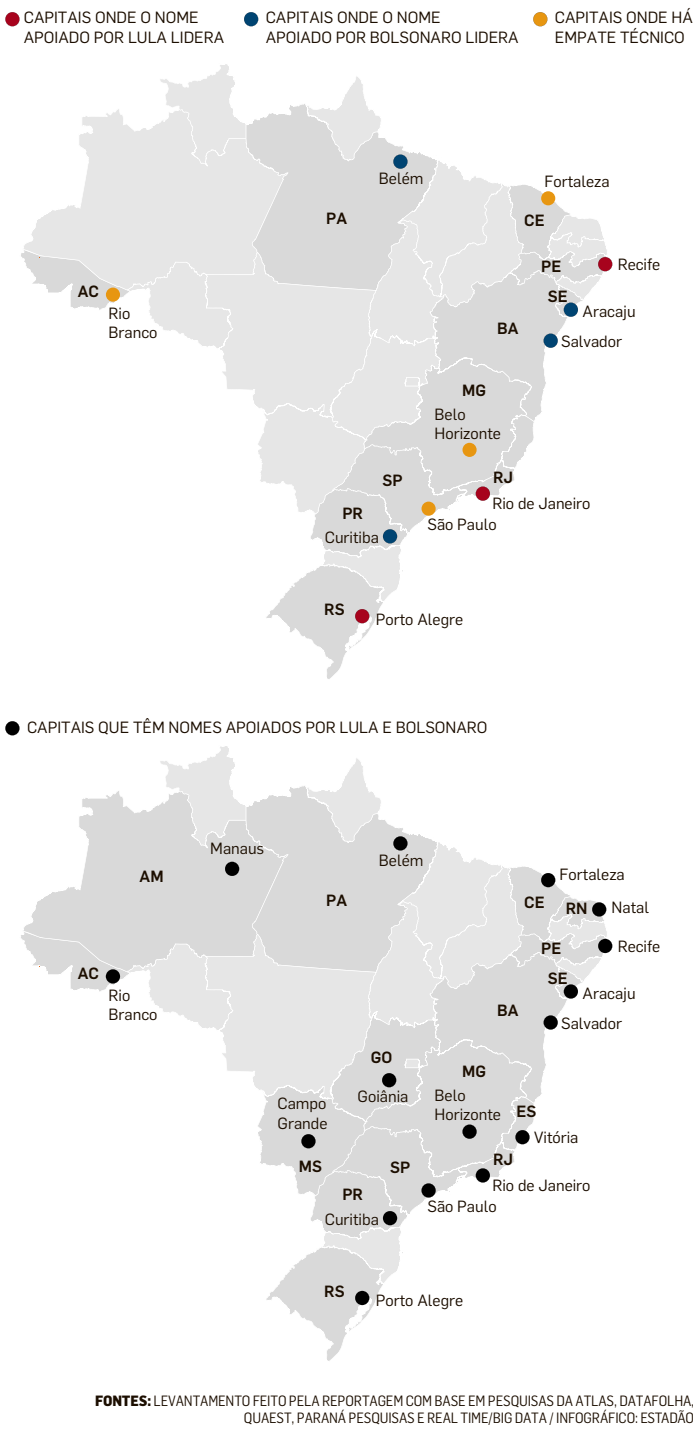 CAPITAIS ONDE O NOME
APOIADO POR LULA LIDERA
CAPITAIS ONDE O NOME
APOIADO POR BOLSONARO LIDERA
CAPITAIS ONDE HÁ
EMPATE TÉCNICO
Belém
Fortaleza
PA
CE
PE
Recife
AC
SE
Rio
Branco
Aracaju
BA
Salvador
MG
Belo
Horizonte
SP
RJ
Rio de Janeiro
PR
São Paulo
Curitiba
RS
Porto Alegre
CAPITAIS QUE TÊM NOMES APOIADOS POR LULA E BOLSONARO
Manaus
Belém
AM
Fortaleza
PA
CE
RN
Natal
PE
Recife
AC
SE
Rio
Branco
Aracaju
BA
Salvador
GO
MG
Goiânia
Belo
Horizonte
Campo
Grande
ES
Vitória
MS
SP
RJ
Rio de Janeiro
PR
São Paulo
Curitiba
RS
Porto Alegre
FONTES: LEVANTAMENTO FEITO PELA REPORTAGEM COM BASE EM PESQUISAS DA ATLAS, DATAFOLHA,
QUAEST, PARANÁ PESQUISAS E REAL TIME/BIG DATA / INFOGRÁFICO: ESTADÃO